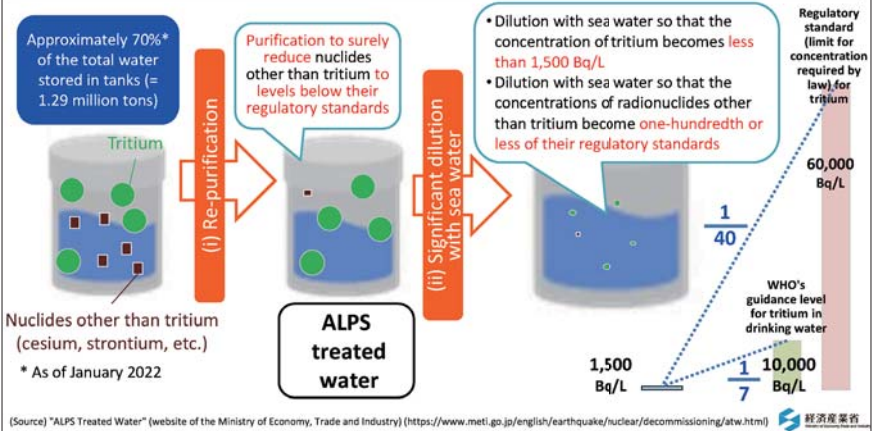 Approximately 70%*
of the total water
stored in tanks (=
1.29 million tons)
Tritium
Nuclides other than tritium
(cesium, strontium, etc.)
* As of January 2022
(i) Re-purification
Purification to surely
reduce nuclides
other than tritium to
levels below their
regulatory standards
ALPS
treated
water
(ii) Significant dilution
with sea water
• Dilution with sea water so that the
concentration of tritium becomes less
than 1,500 Bq/L
• Dilution with sea water so that the
concentrations of radionuclides other
than tritium become one-hundredth or
less of their regulatory standards
Regulatory
standard
(limit for
concentration
required by
law) for
tritium
60,000
Bq/L
1
40
WHO's
guidance level
for tritium in
drinking water
1,500
Bq/L
1
7
10,000
Bq/L
(Source) "ALPS Treated Water" (website of the Ministry of Economy, Trade and Industry) (https://www.meti.go.jp/english/earthquake/nuclear/decommissioning/atw.html)
経済産業省